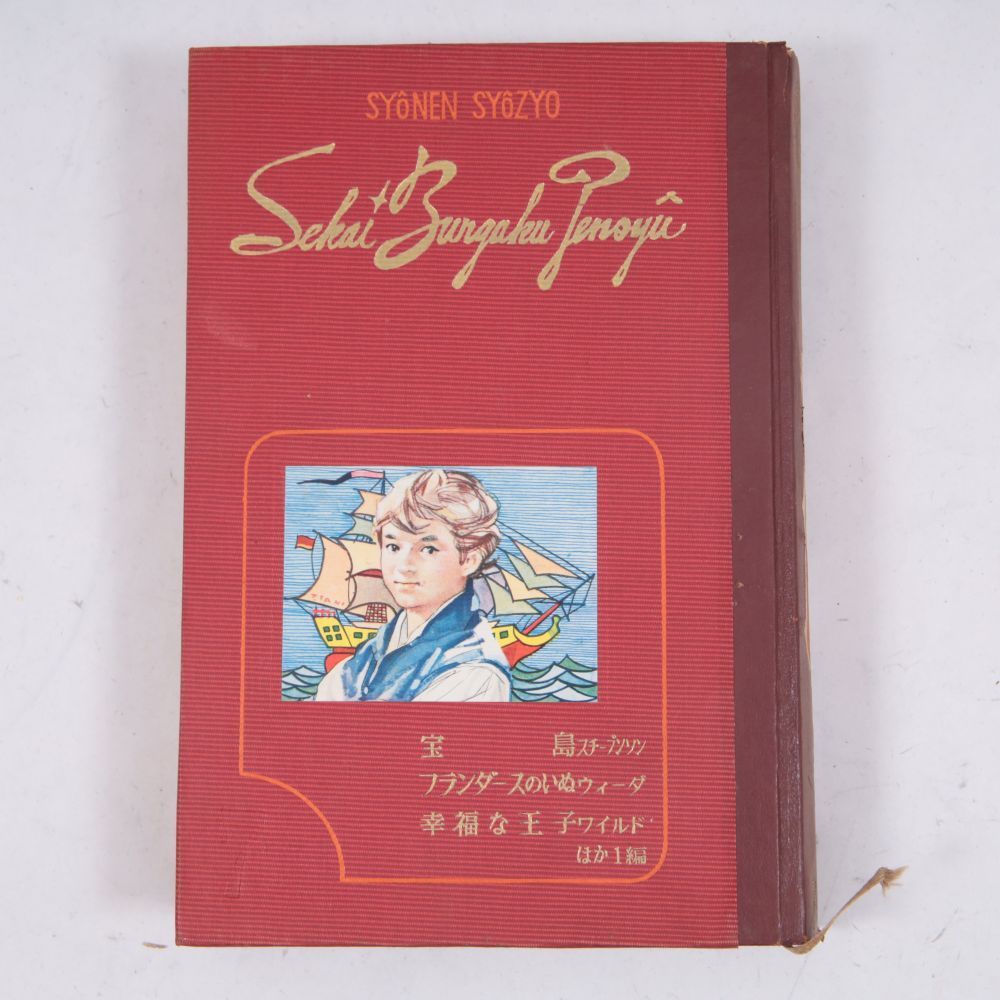 SYÔNEN SYÔZYO
Sekai Bungaku Zensyû
宝島スチーブンソン
フランダースのいぬウィーダ
幸福な王子ワイルド
ほか1編